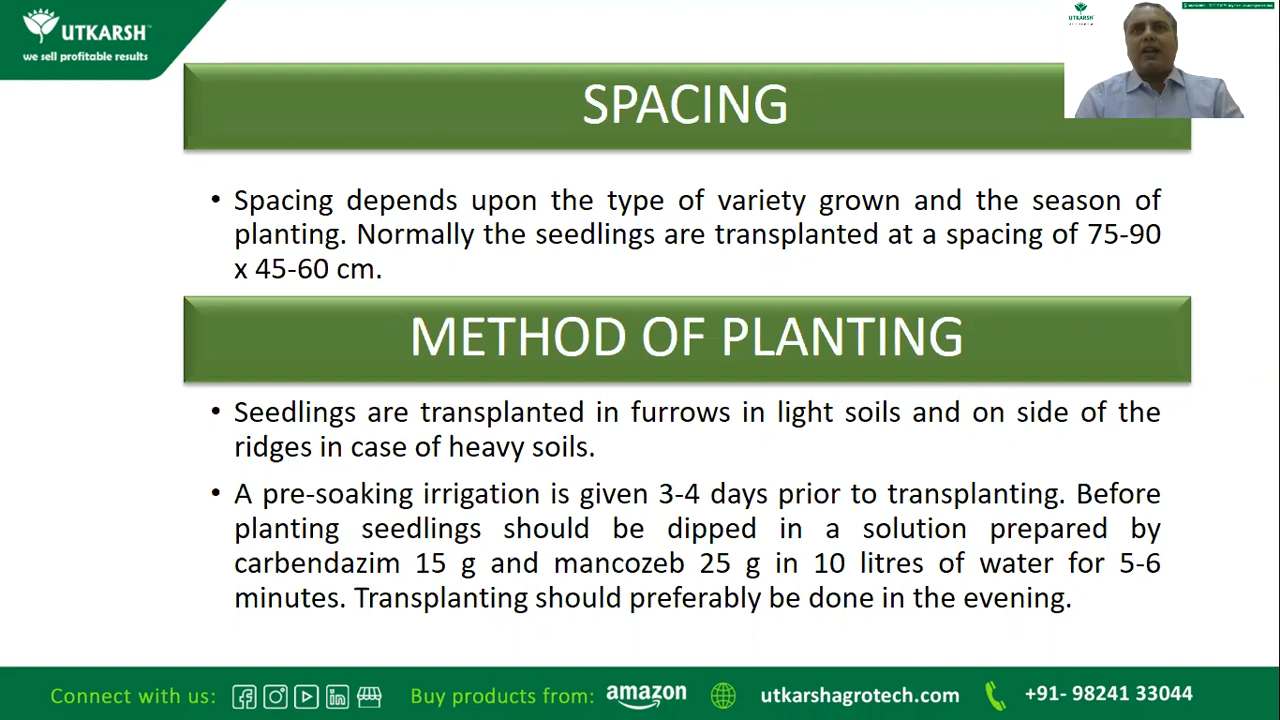 UTKARSH
we sell profitable results
UTKARSH
SPACING
• Spacing depends upon the type of variety grown and the season of
planting. Normally the seedlings are transplanted at a spacing of 75-90
x 45-60 cm.
METHOD OF PLANTING
• Seedlings are transplanted in furrows in light soils and on side of the
ridges in case of heavy soils.
• A pre-soaking irrigation is given 3-4 days prior to transplanting. Before
planting seedlings should be dipped in a solution prepared by
carbendazim 15 g and mancozeb 25 g in 10 litres of water for 5-6
minutes. Transplanting should preferably be done in the evening.
Connect with us: Buy products from: amazon utkarshagrotech.com +91- 98241 33044